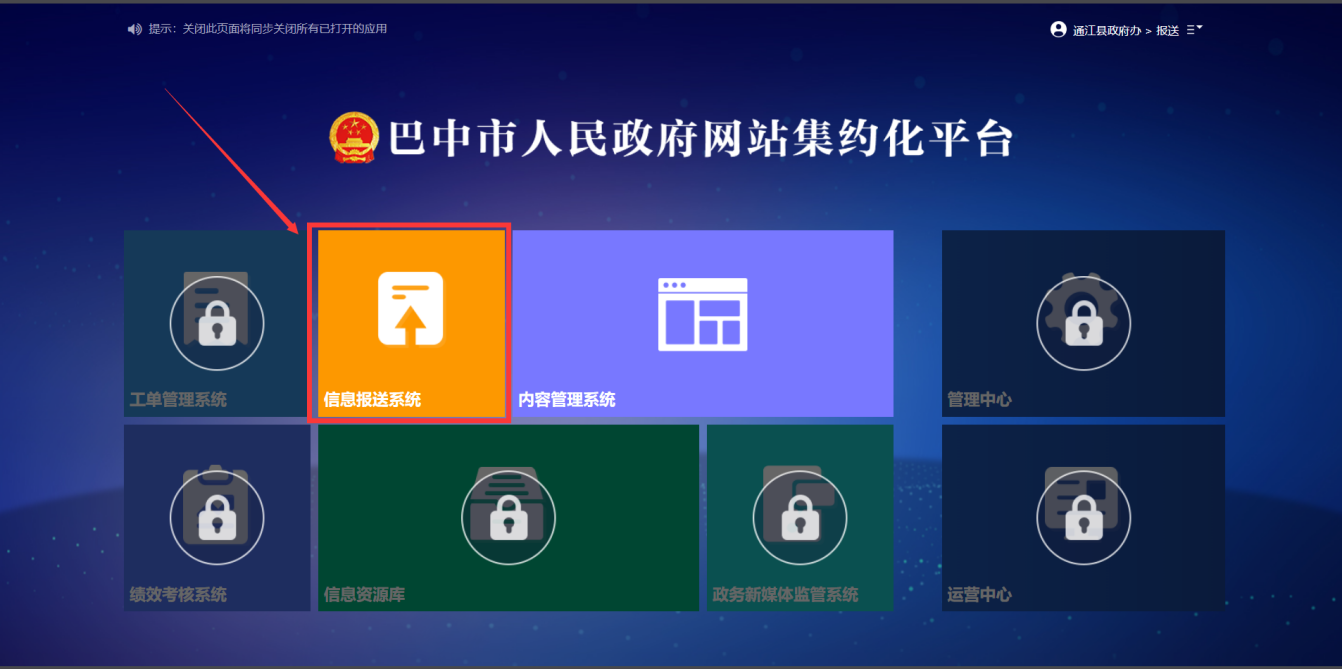 提示：关闭此页面将同步关闭所有已打开的应用
通江县政府办 > 报送
巴中市人民政府网站集约化平台
工单管理系统
信息报送系统
内容管理系统
管理中心
绩效考核系统
信息资源库
政务新媒体监管系统
运营中心